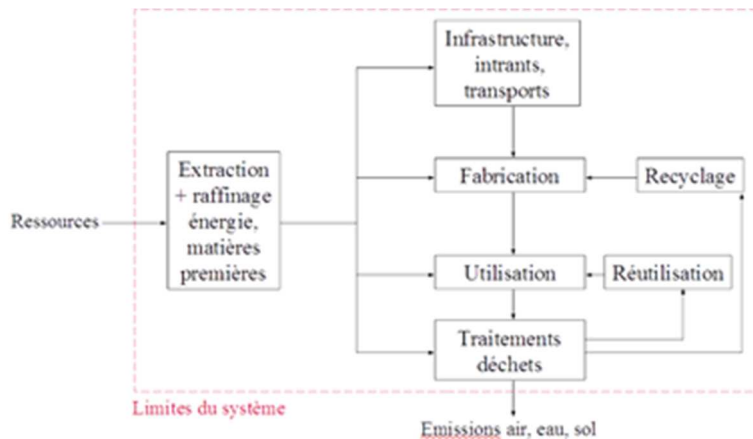 Infrastructure,
intrants,
transports
Extraction
+ raffinage
énergie,
matières
premières
Fabrication
Recyclage
Ressources
Utilisation
Réutilisation
Traitements
déchets
Limites du système
Emissions air, eau, sol